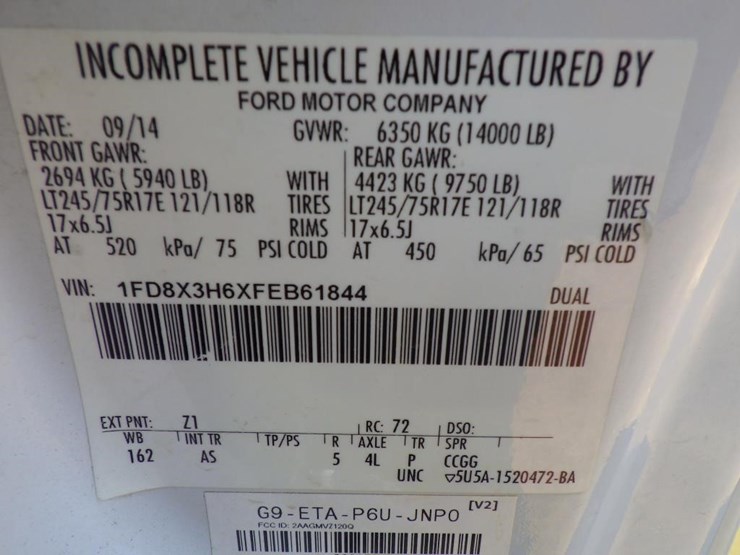 INCOMPLETE VEHICLE MANUFACTURED BY
FORD MOTOR COMPANY
DATE: 09/14 GVWR: 6350 KG (14000 LB)
FRONT GAWR: REAR GAWR:
2694 KG ( 5940 LB) WITH 4423 KG ( 9750 LB) WITH
LT245/75R17E 121/118R TIRES LT245/75R17E 121/118R TIRES
17x6.5J RIMS 17x6.5J RIMS
AT 520 kPa/ 75 PSI COLD AT 450 kPa/ 65 PSI COLD
VIN: 1FD8X3H6XFEB61844 DUAL
EXT PNT: Z1 RC: 72 DSO:
WB INT TR TP/PS R AXLE TR SPR
162 AS 5 4L P CCGG
UNC ▽5U5A-1520472-BA
G9-ETA-P6U-JNPO [V2]
FCC ID: 2AAGMVZ120Q